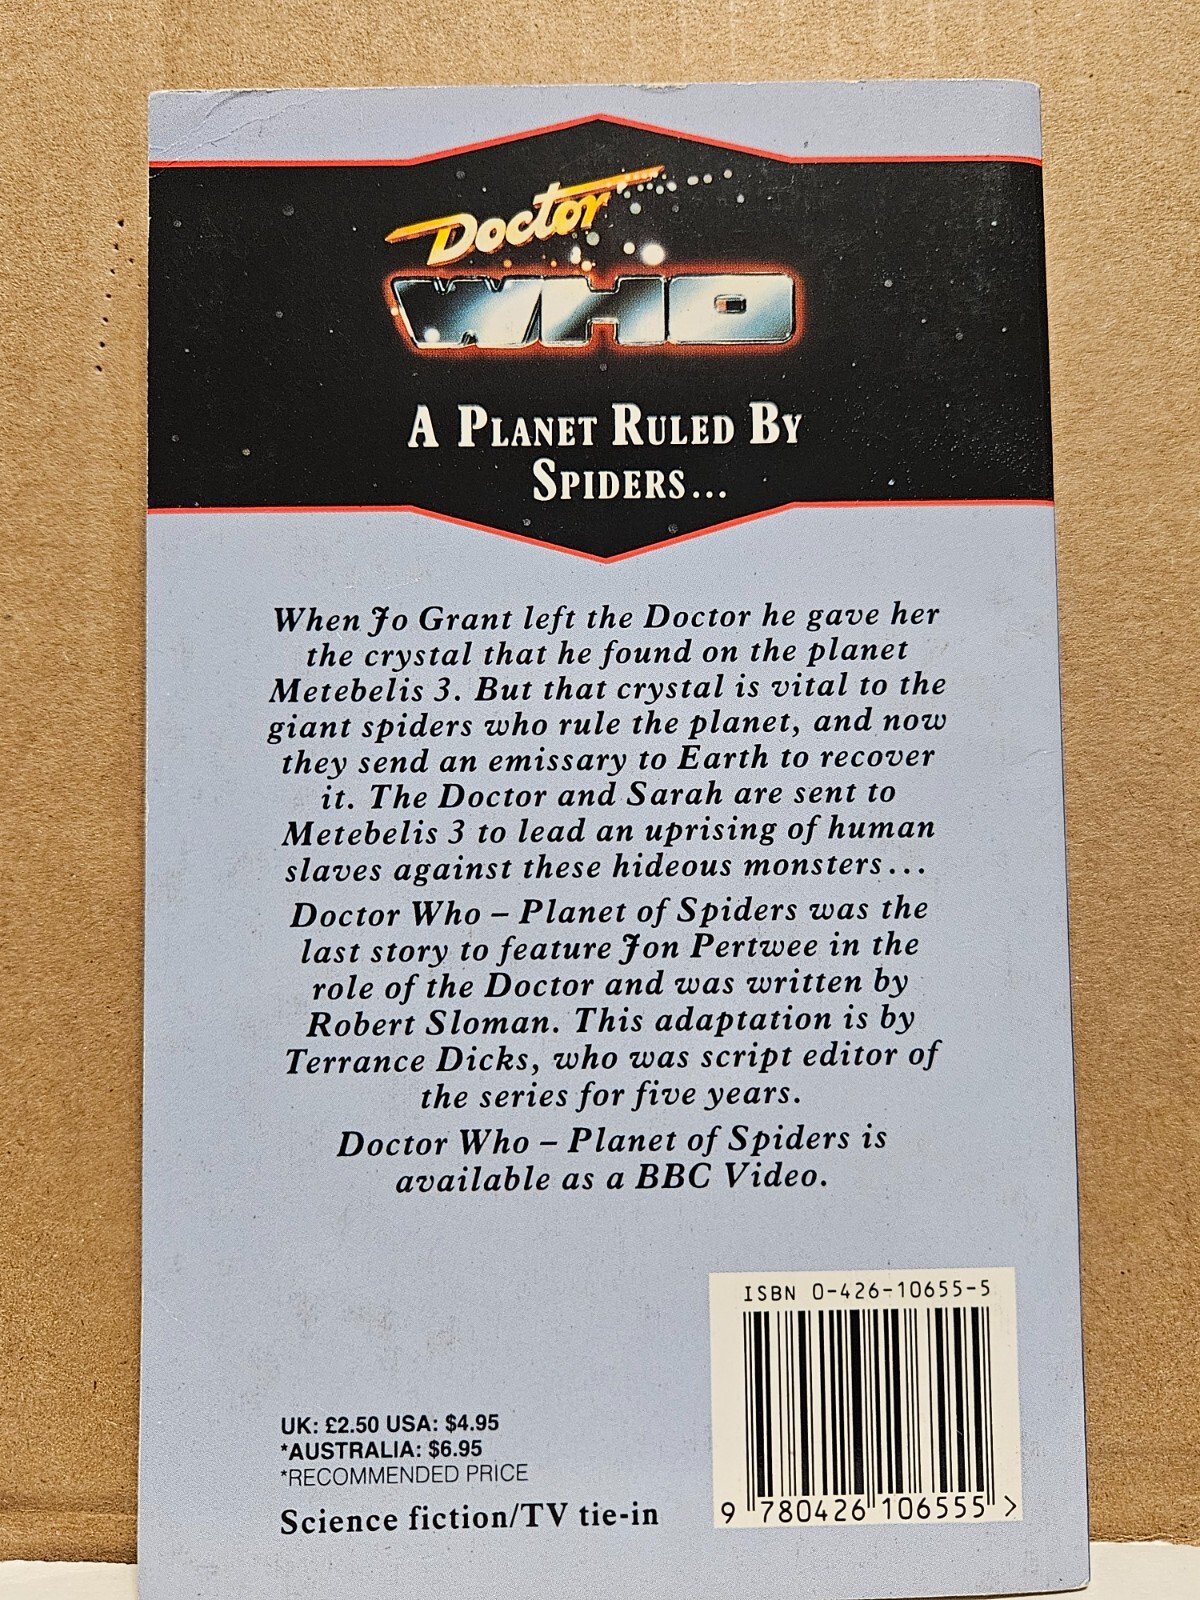 Doctor
WHO
A PLANET RULED BY
SPIDERS...
When Jo Grant left the Doctor he gave her
the crystal that he found on the planet
Metebelis 3. But that crystal is vital to the
giant spiders who rule the planet, and now
they send an emissary to Earth to recover
it. The Doctor and Sarah are sent to
Metebelis 3 to lead an uprising of human
slaves against these hideous monsters...
Doctor Who – Planet of Spiders was the
last story to feature Jon Pertwee in the
role of the Doctor and was written by
Robert Sloman. This adaptation is by
Terrance Dicks, who was script editor of
the series for five years.
Doctor Who – Planet of Spiders is
available as a BBC Video.
ISBN 0-426-10655-5
9 780426 106555 >
UK: £2.50 USA: $4.95
*AUSTRALIA: $6.95
*RECOMMENDED PRICE
Science fiction/TV tie-in